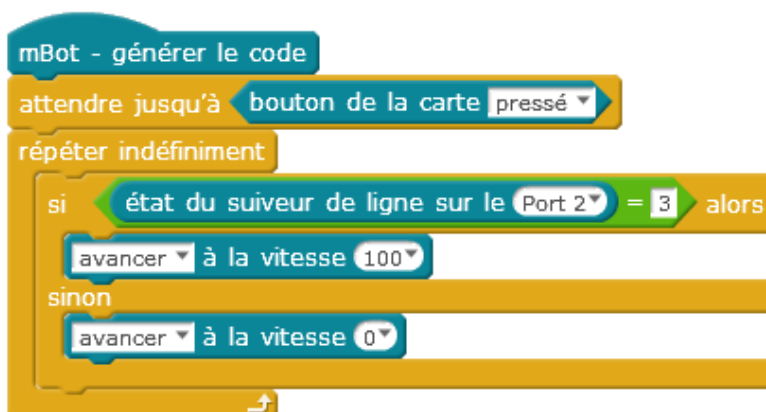 mBot - générer le code
attendre jusqu'à bouton de la carte pressé
répéter indéfiniment
si état du suiveur de ligne sur le Port 2 = 3 alors
avancer à la vitesse 100
sinon
avancer à la vitesse 0